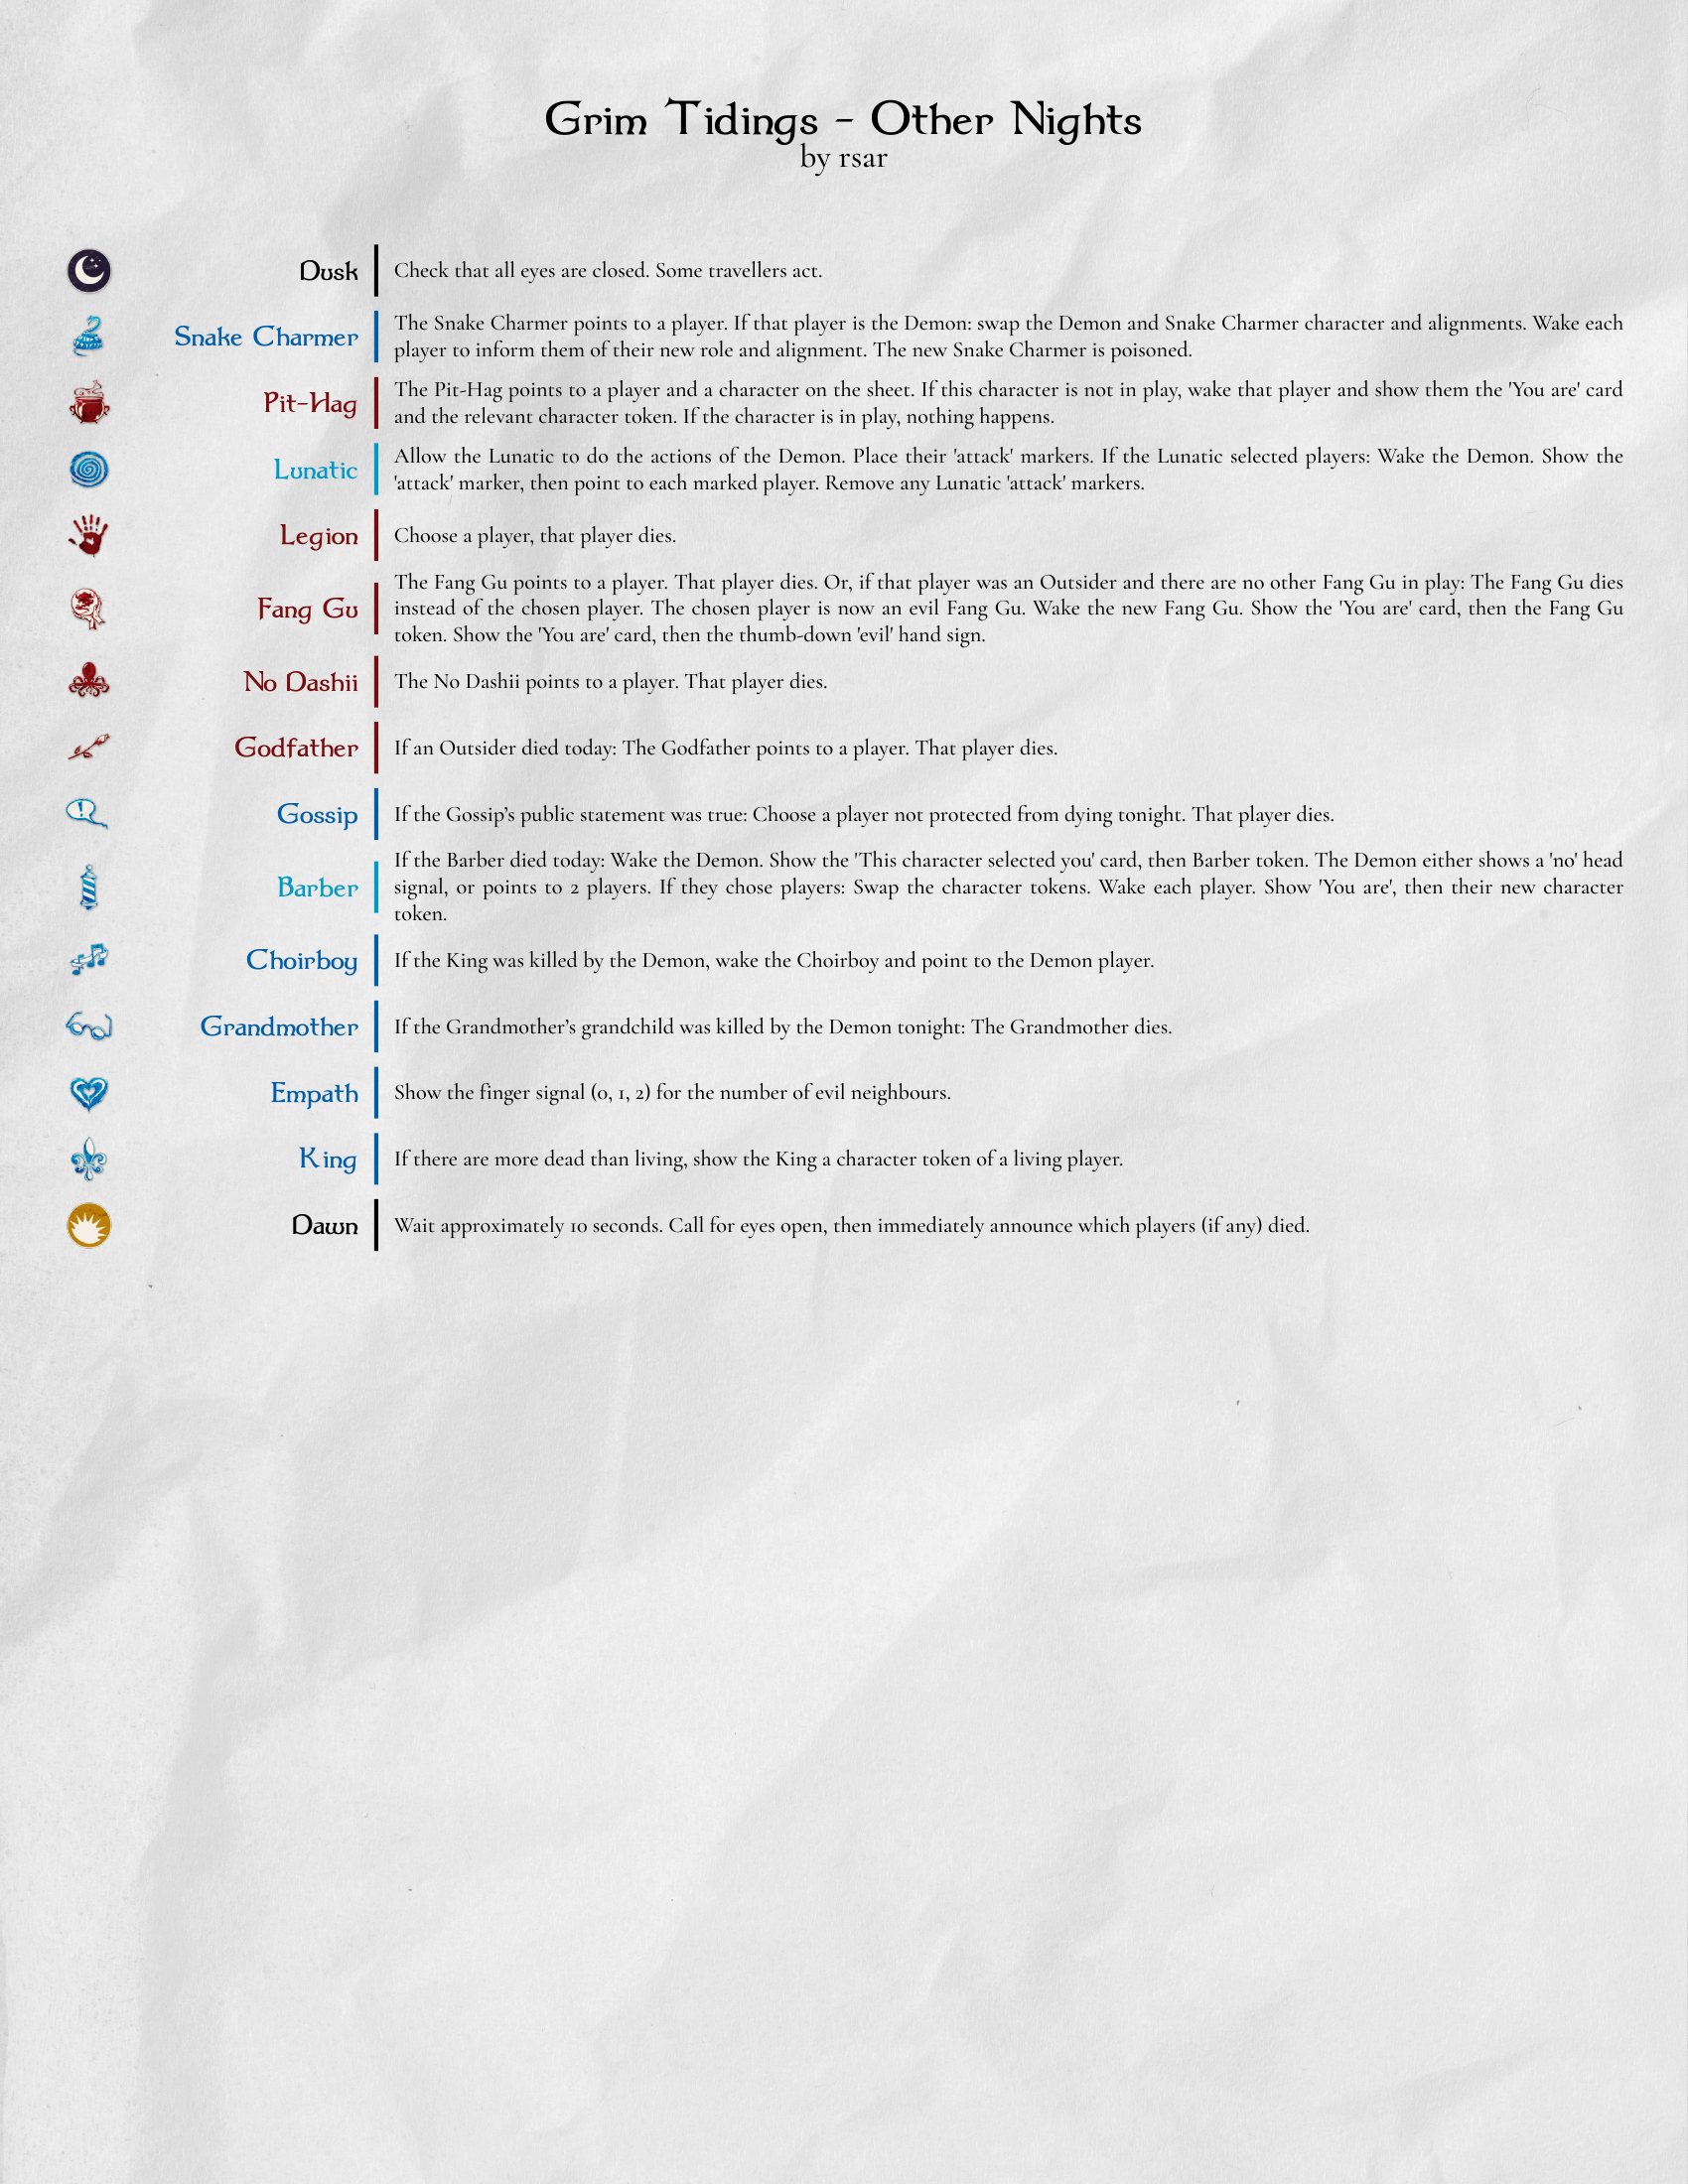 Grim Tidings - Other Nights
by rsar
Dusk
Check that all eyes are closed. Some travellers act.
Snake Charmer
The Snake Charmer points to a player. If that player is the Demon: swap the Demon and Snake Charmer character and alignments. Wake each
player to inform them of their new role and alignment. The new Snake Charmer is poisoned.
Pit-Hag
The Pit-Hag points to a player and a character on the sheet. If this character is not in play, wake that player and show them the 'You are' card
and the relevant character token. If the character is in play, nothing happens.
Lunatic
Allow the Lunatic to do the actions of the Demon. Place their 'attack' markers. If the Lunatic selected players: Wake the Demon. Show the
'attack' marker, then point to each marked player. Remove any Lunatic 'attack' markers.
Legion
Choose a player, that player dies.
Fang Gu
The Fang Gu points to a player. That player dies. Or, if that player was an Outsider and there are no other Fang Gu in play: The Fang Gu dies
instead of the chosen player. The chosen player is now an evil Fang Gu. Wake the new Fang Gu. Show the 'You are' card, then the Fang Gu
token. Show the 'You are' card, then the thumb-down 'evil' hand sign.
No Dashii
The No Dashii points to a player. That player dies.
Godfather
If an Outsider died today: The Godfather points to a player. That player dies.
Gossip
If the Gossip’s public statement was true: Choose a player not protected from dying tonight. That player dies.
Barber
If the Barber died today: Wake the Demon. Show the 'This character selected you' card, then Barber token. The Demon either shows a 'no' head
signal, or points to 2 players. If they chose players: Swap the character tokens. Wake each player. Show 'You are', then their new character
token.
Choirboy
If the King was killed by the Demon, wake the Choirboy and point to the Demon player.
Grandmother
If the Grandmother’s grandchild was killed by the Demon tonight: The Grandmother dies.
Empath
Show the finger signal (0, 1, 2) for the number of evil neighbours.
King
If there are more dead than living, show the King a character token of a living player.
Dawn
Wait approximately 10 seconds. Call for eyes open, then immediately announce which players (if any) died.